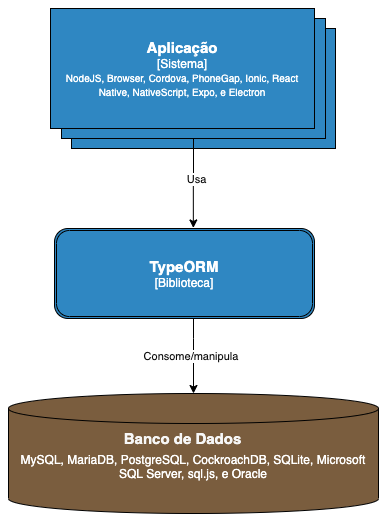 Aplicação
[Sistema]
NodeJS, Browser, Cordova, PhoneGap, Ionic, React
Native, NativeScript, Expo, e Electron
Usa
TypeORM
[Biblioteca]
Consome/manipula
Banco de Dados
MySQL, MariaDB, PostgreSQL, CockroachDB, SQLite, Microsoft
SQL Server, sql.js, e Oracle